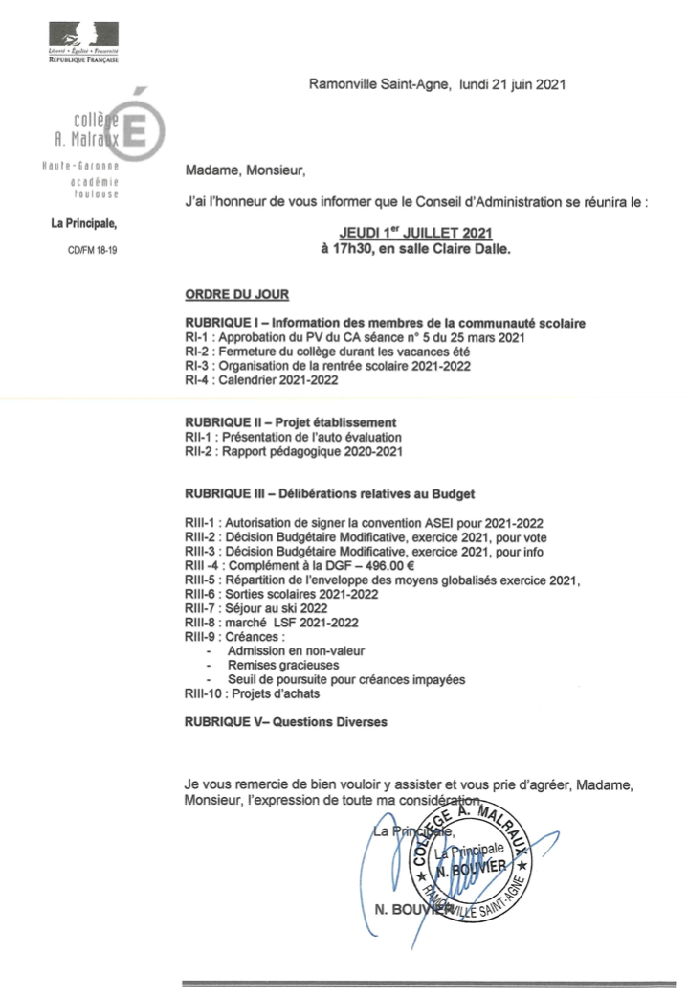 Liberté • Égalité • Fraternité
RÉPUBLIQUE FRANÇAISE
Ramonville Saint-Agne, lundi 21 juin 2021
collège
A. Malraux
É
Haute-Garonne
académie
toulouse
La Principale,
CD/FM 18-19
Madame, Monsieur,
J'ai l'honneur de vous informer que le Conseil d'Administration se réunira le :
JEUDI 1er JUILLET 2021
à 17h30, en salle Claire Dalle.
ORDRE DU JOUR
RUBRIQUE I – Information des membres de la communauté scolaire
RI-1 : Approbation du PV du CA séance n° 5 du 25 mars 2021
RI-2 : Fermeture du collège durant les vacances été
RI-3 : Organisation de la rentrée scolaire 2021-2022
RI-4 : Calendrier 2021-2022
RUBRIQUE II – Projet établissement
RII-1 : Présentation de l'auto évaluation
RII-2 : Rapport pédagogique 2020-2021
RUBRIQUE III – Délibérations relatives au Budget
RIII-1 : Autorisation de signer la convention ASEI pour 2021-2022
RIII-2 : Décision Budgétaire Modificative, exercice 2021, pour vote
RIII-3 : Décision Budgétaire Modificative, exercice 2021, pour info
RIII -4 : Complément à la DGF – 496.00 €
RIII-5 : Répartition de l'enveloppe des moyens globalisés exercice 2021,
RIII-6 : Sorties scolaires 2021-2022
RIII-7 : Séjour au ski 2022
RIII-8 : marché LSF 2021-2022
RIII-9 : Créances :
- Admission en non-valeur
- Remises gracieuses
- Seuil de poursuite pour créances impayées
RIII-10 : Projets d'achats
RUBRIQUE V– Questions Diverses
Je vous remercie de bien vouloir y assister et vous prie d'agréer, Madame,
Monsieur, l'expression de toute ma considération.
La Principale,
COLLÈGE A. MALRAUX
La Principale
N. BOUVIER
RAMONVILLE SAINT-AGNE
N. BOUVIER